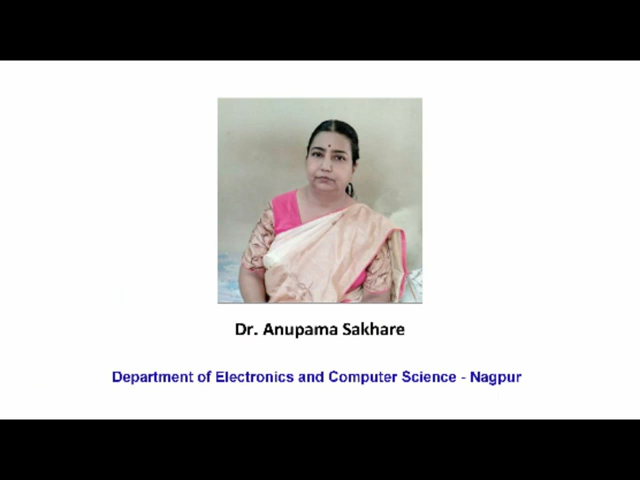 Dr. Anupama Sakhare
Department of Electronics and Computer Science - Nagpur